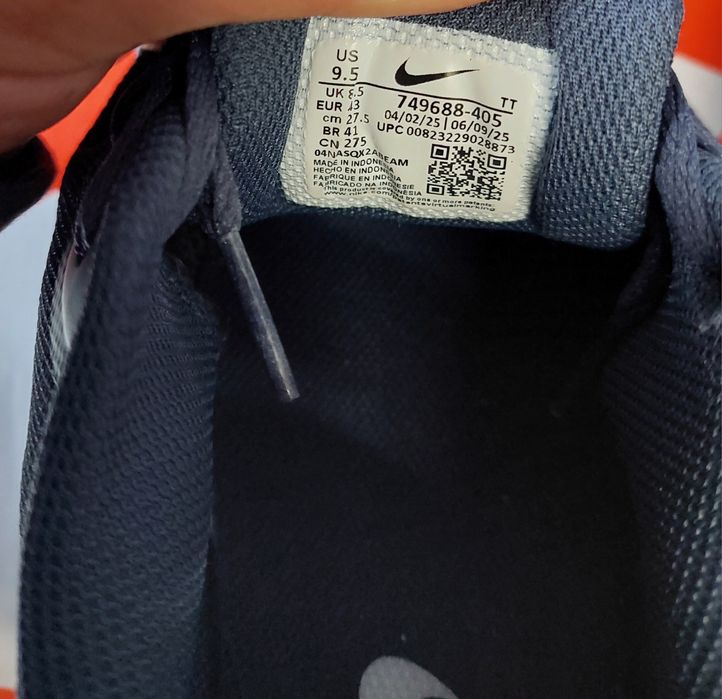 US
9.5
UK 8.5
EUR 43
cm 27.5
BR 41
CN 275
TT
749688-405
04/02/25 | 06/09/25
UPC 00823229028873
MADE IN INDONESIA
HECHO EN INDONESIA
FABRIQUE EN INDONESIE
FABRICADO NA INDONESIA